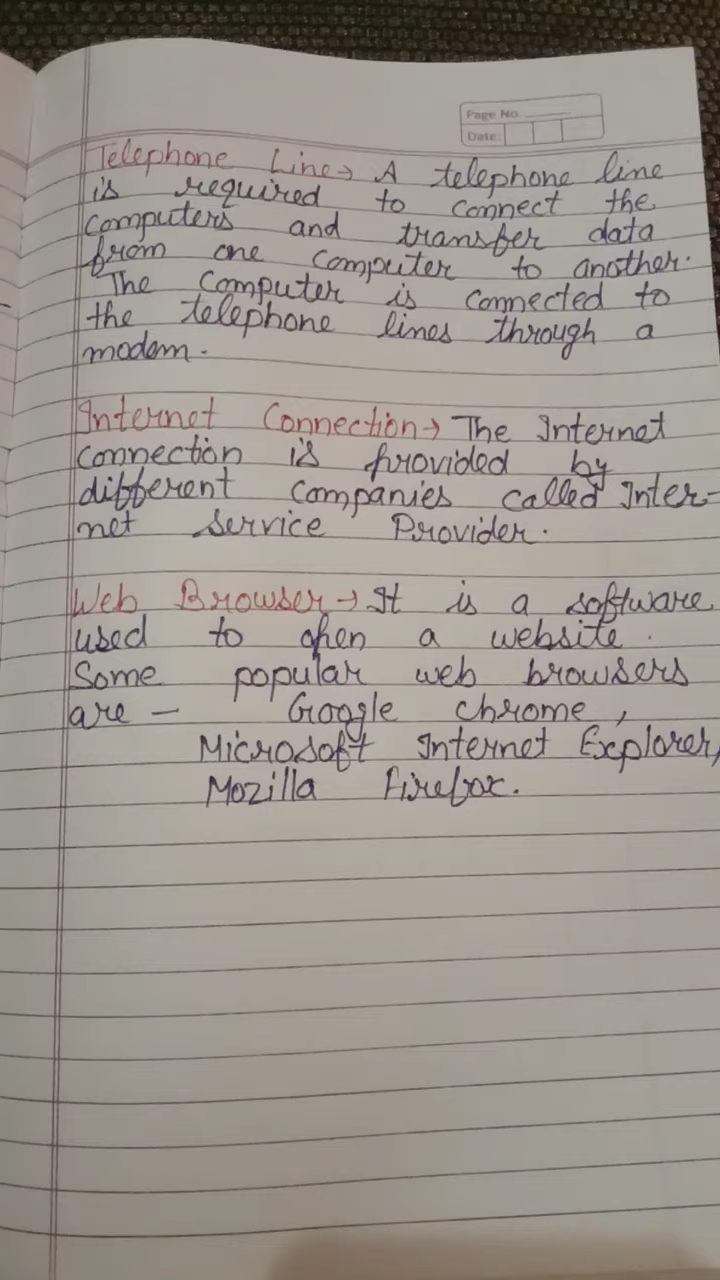 Page No.
Date:
Telephone Line → A telephone line
is required to connect the
computers and transfer data
from one computer to another.
The Computer is connected to
the telephone lines through a
modem.
Internet Connection → The Internet
connection is provided by
different companies called Inter-
net Service Provider.
Web Browser → It is a software
used to open a website.
Some popular web browsers
are - Google chrome,
Microsoft Internet Explorer,
Mozilla Firefox.